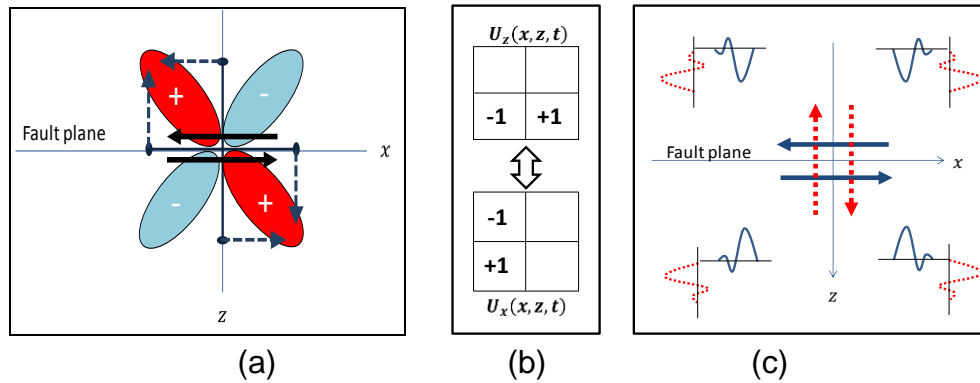 +
-
Fault plane
x
-
+
z
(a)
U_z(x, z, t)
-1 +1
-1
+1
U_x(x, z, t)
(b)
Fault plane
x
z
(c)